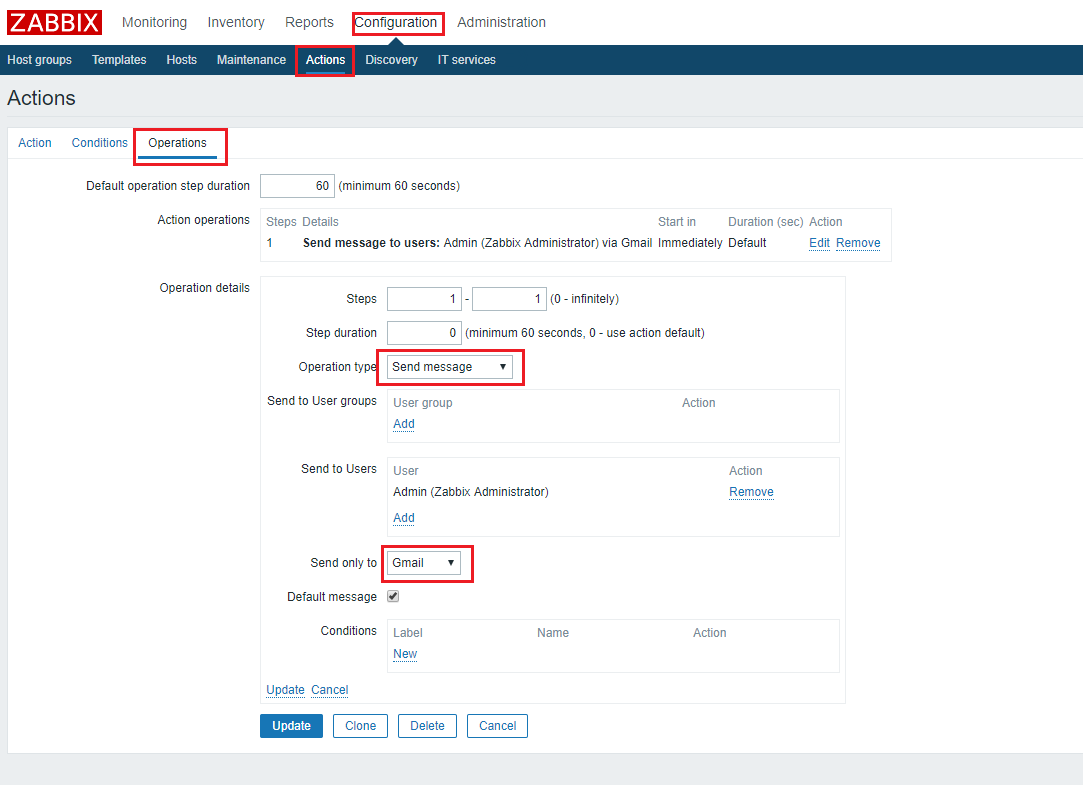 ZABBIX Monitoring Inventory Reports Configuration Administration
Host groups Templates Hosts Maintenance Actions Discovery IT services
Actions
Action Conditions Operations
Default operation step duration 60 (minimum 60 seconds)
Action operations Steps Details Start in Duration (sec) Action
1 Send message to users: Admin (Zabbix Administrator) via Gmail Immediately Default Edit Remove
Operation details
Steps 1 - 1 (0 - infinitely)
Step duration 0 (minimum 60 seconds, 0 - use action default)
Operation type Send message
Send to User groups User group Action
Add
Send to Users User Action
Admin (Zabbix Administrator) Remove
Add
Send only to Gmail
Default message
Conditions Label Name Action
New
Update Cancel
Update Clone Delete Cancel